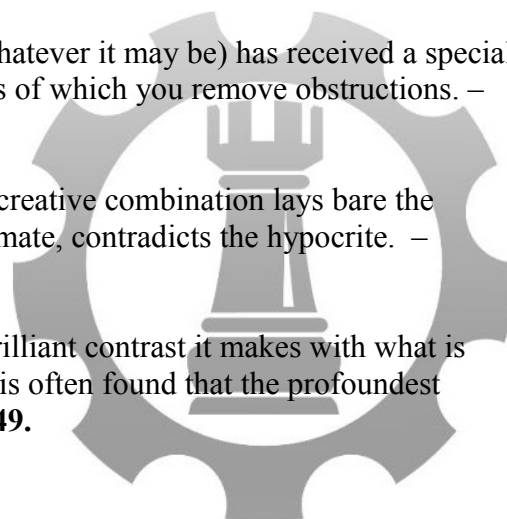 hatever it may be) has received a special
s of which you remove obstructions. –
creative combination lays bare the
mate, contradicts the hypocrite. –
rilliant contrast it makes with what is
is often found that the profoundest
49.